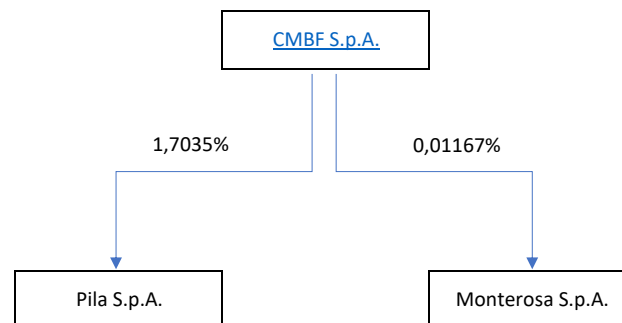 CMBF S.p.A.
1,7035%
0,01167%
Pila S.p.A.
Monterosa S.p.A.